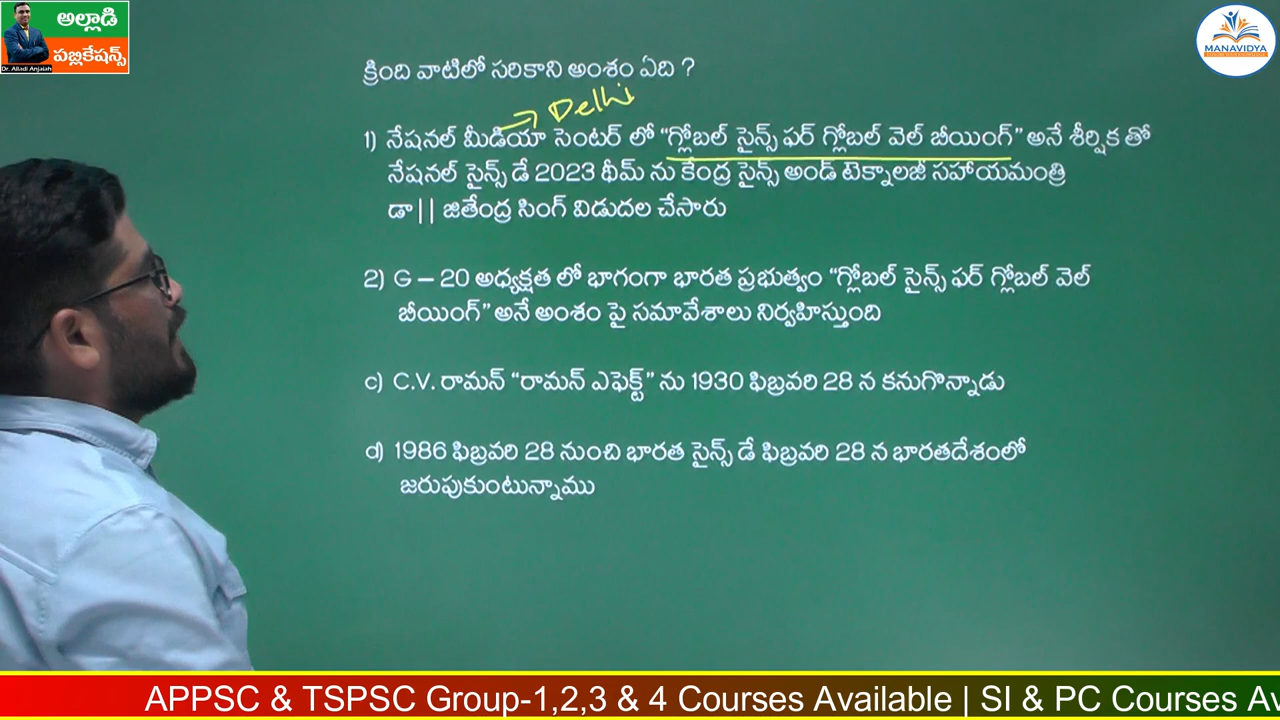 అల్లాడి
పబ్లికేషన్స్
Dr. Alladi Anjaiah
MANAVIDYA
క్రింది వాటిలో సరికాని అంశం ఏది ?
Delhi
1) నేషనల్ మీడియా సెంటర్ లో “గ్లోబల్ సైన్స్ ఫర్ గ్లోబల్ వెల్ బీయింగ్” అనే శీర్షిక తో
నేషనల్ సైన్స్ డే 2023 థీమ్ ను కేంద్ర సైన్స్ అండ్ టెక్నాలజీ సహాయమంత్రి
డా|| జితేంద్ర సింగ్ విడుదల చేసారు
2) G – 20 అధ్యక్షత లో భాగంగా భారత ప్రభుత్వం “గ్లోబల్ సైన్స్ ఫర్ గ్లోబల్ వెల్
బీయింగ్” అనే అంశం పై సమావేశాలు నిర్వహిస్తుంది
c) C.V. రామన్ “రామన్ ఎఫెక్ట్” ను 1930 ఫిబ్రవరి 28 న కనుగొన్నాడు
d) 1986 ఫిబ్రవరి 28 నుంచి భారత సైన్స్ డే ఫిబ్రవరి 28 న భారతదేశంలో
జరుపుకుంటున్నాము
APPSC & TSPSC Group-1,2,3 & 4 Courses Available | SI & PC Courses Av